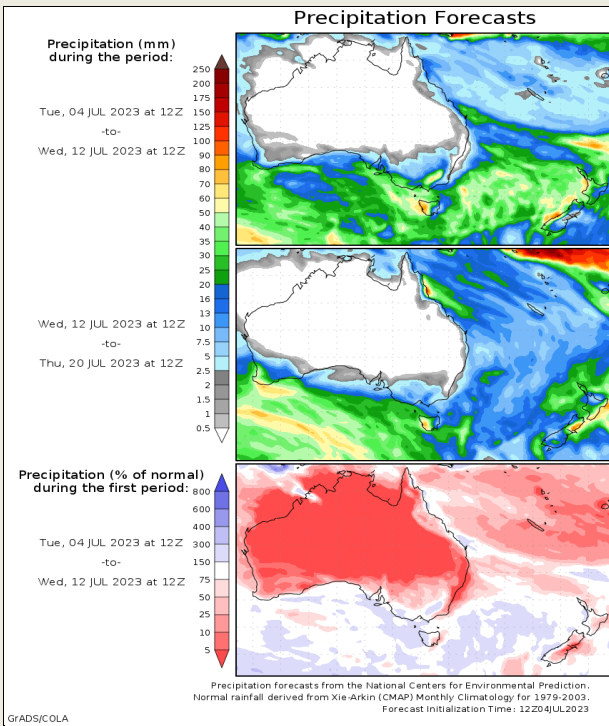 Precipitation Forecasts
Precipitation (mm)
during the period:
Tue, 04 JUL 2023 at 12Z
-to-
Wed, 12 JUL 2023 at 12Z
250
200
175
150
125
100
90
80
70
60
50
40
35
30
25
20
16
13
10
7.5
5
2.5
2
1.5
1
0.5
Wed, 12 JUL 2023 at 12Z
-to-
Thu, 20 JUL 2023 at 12Z
Precipitation (% of normal)
during the first period:
Tue, 04 JUL 2023 at 12Z
-to-
Wed, 12 JUL 2023 at 12Z
800
600
400
300
150
75
50
25
10
5
Precipitation forecasts from the National Centers for Environmental Prediction.
Normal rainfall derived from Xie-Arkin (CMAP) Monthly Climatology for 1979-2003.
Forecast Initialization Time: 12Z04JUL2023
GrADS/COLA